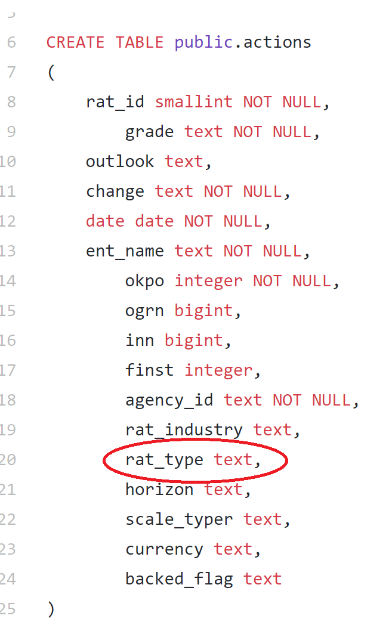 5
6 CREATE TABLE public.actions
7 (
8 rat_id smallint NOT NULL,
9 grade text NOT NULL,
10 outlook text,
11 change text NOT NULL,
12 date date NOT NULL,
13 ent_name text NOT NULL,
14 okpo integer NOT NULL,
15 ogrn bigint,
16 inn bigint,
17 finst integer,
18 agency_id text NOT NULL,
19 rat_industry text,
20 rat_type text,
21 horizon text,
22 scale_typer text,
23 currency text,
24 backed_flag text
25 )